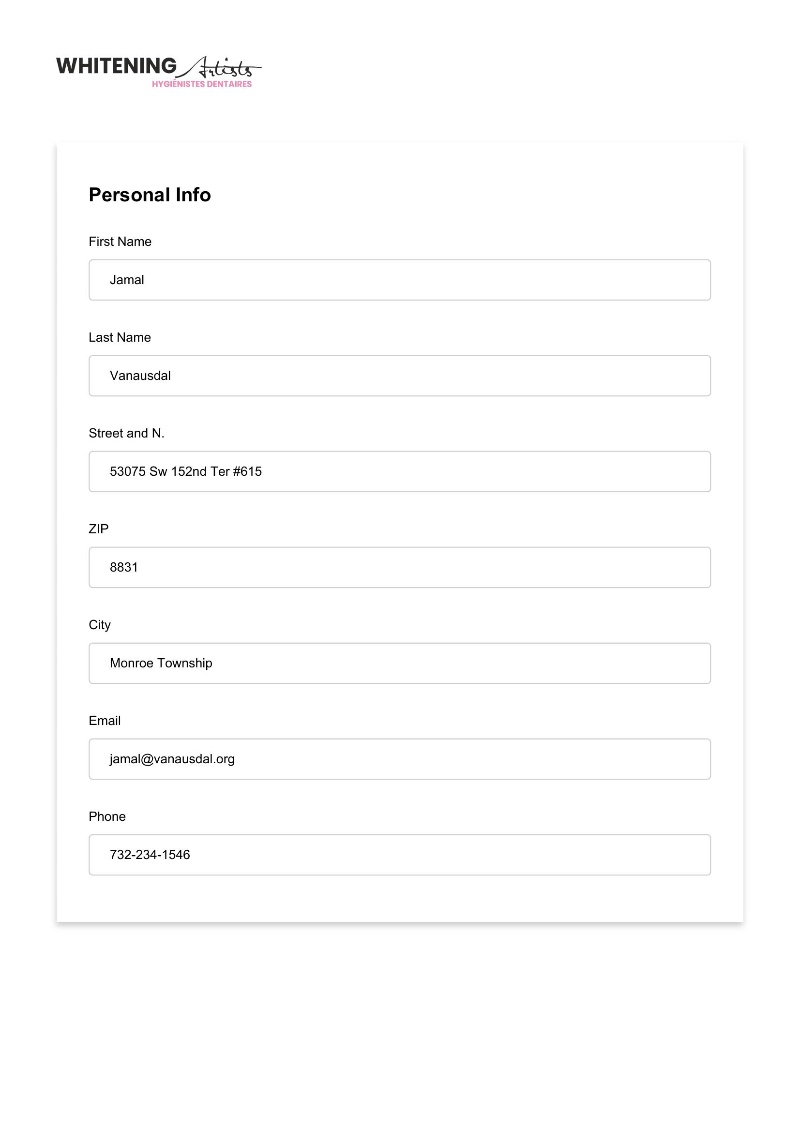 WHITENING Artists
HYGIÉNISTES DENTAIRES
Personal Info
First Name
Jamal
Last Name
Vanausdal
Street and N.
53075 Sw 152nd Ter #615
ZIP
8831
City
Monroe Township
Email
jamal@vanausdal.org
Phone
732-234-1546